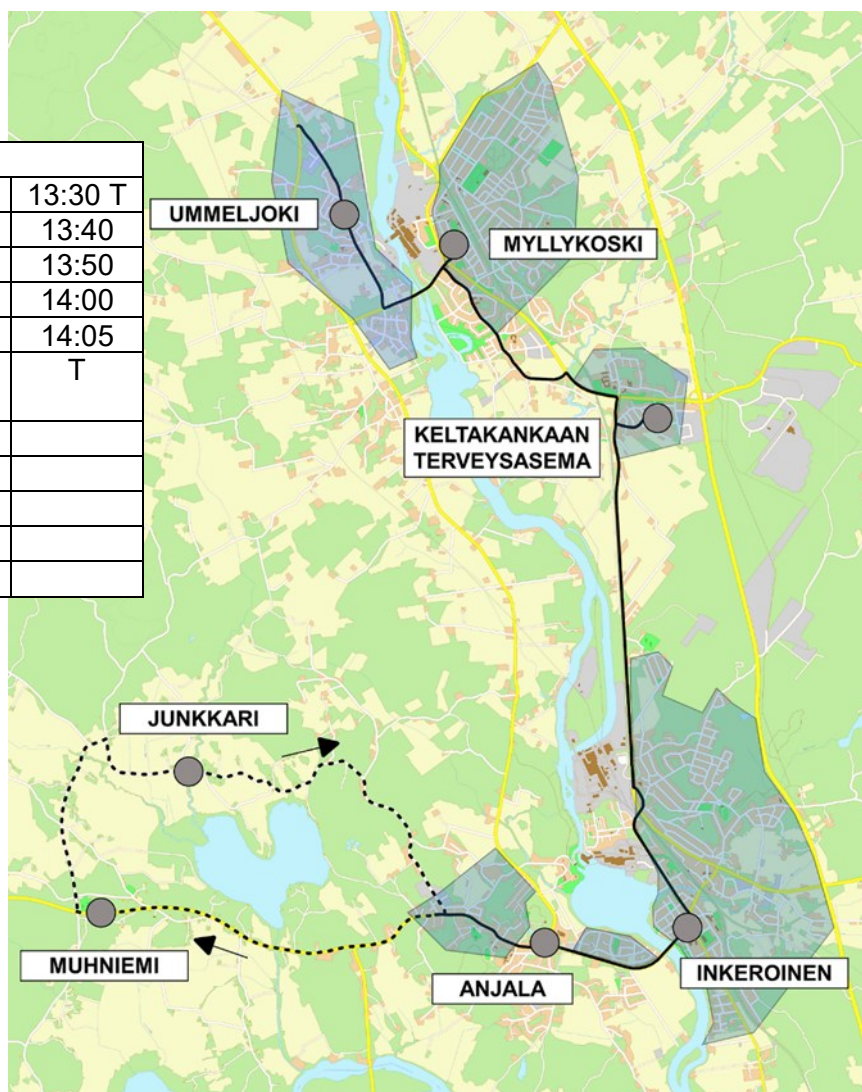 13:30 T
13:40
13:50
14:00
14:05
T
UMMELJOKI
MYLLYKOSKI
KELTAKANKAAN
TERVEYSASEMA
JUNKKARI
MUHNIEMI
ANJALA
INKEROINEN